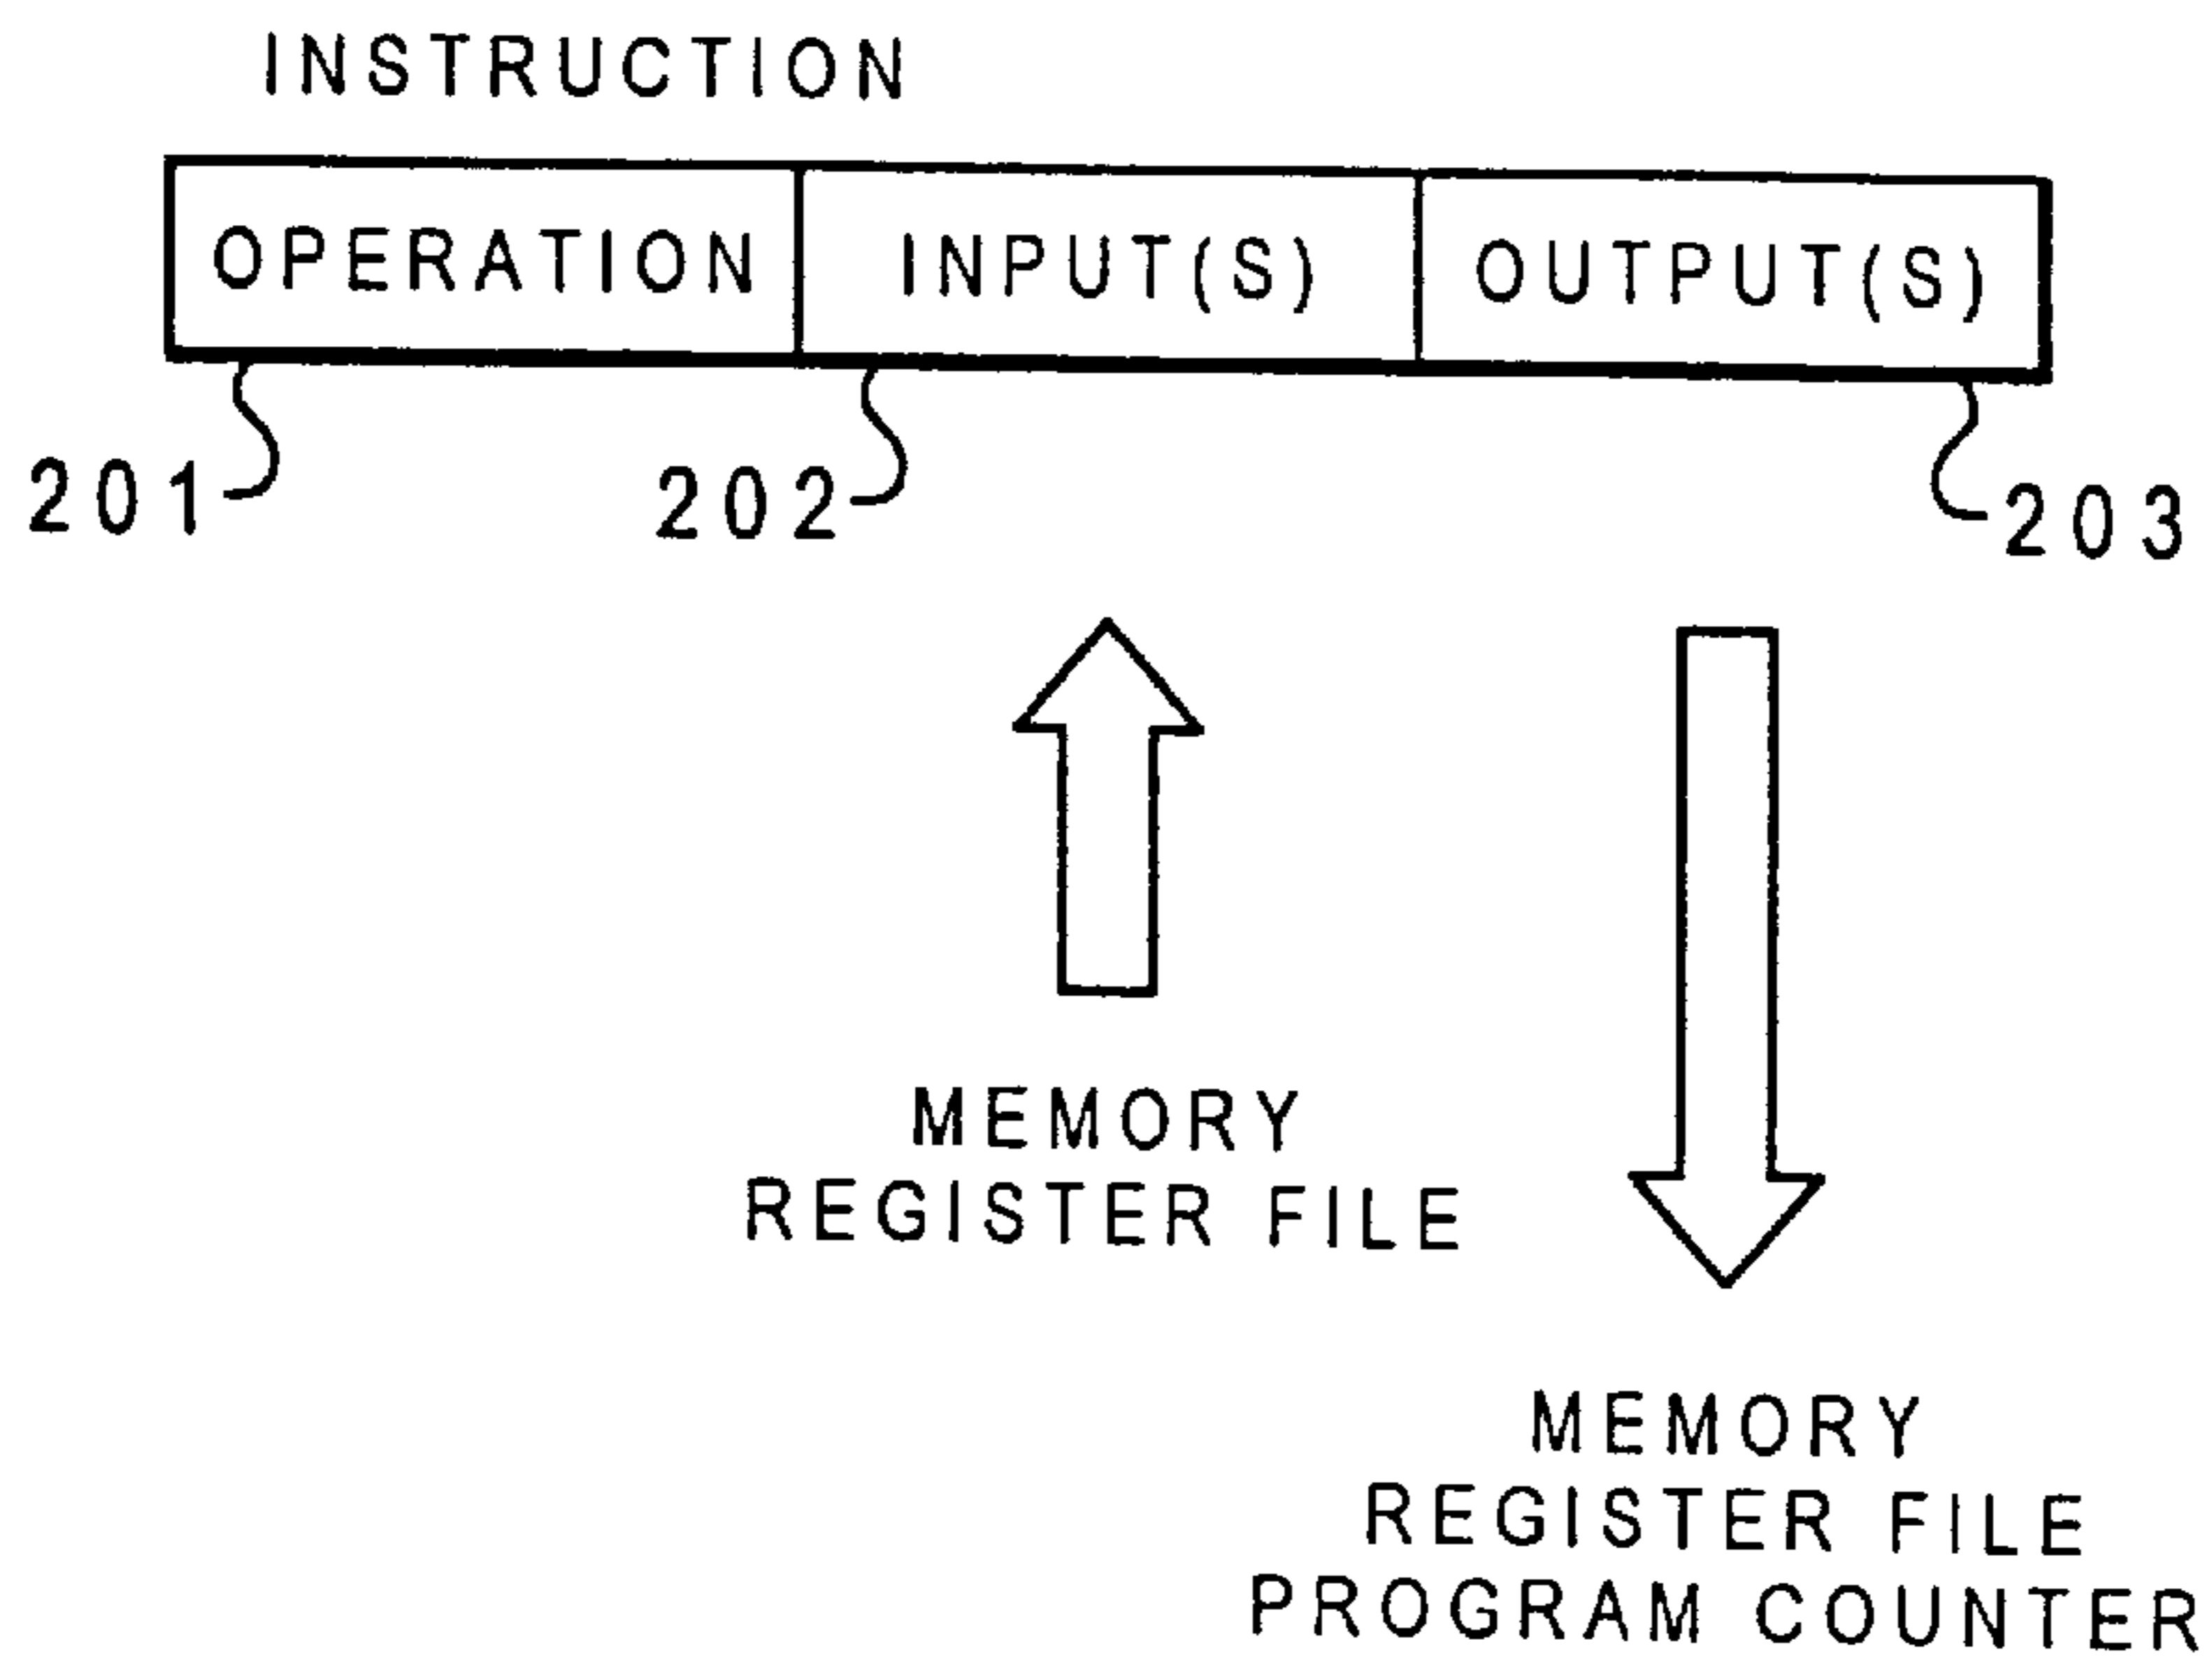 INSTRUCTION
OPERATION INPUT(S) OUTPUT(S)
201 202 203
MEMORY
REGISTER FILE
MEMORY
REGISTER FILE
PROGRAM COUNTER